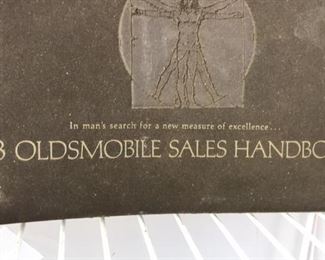 In man's search for a new measure of excellence...
3 OLDSMOBILE SALES HANDBO